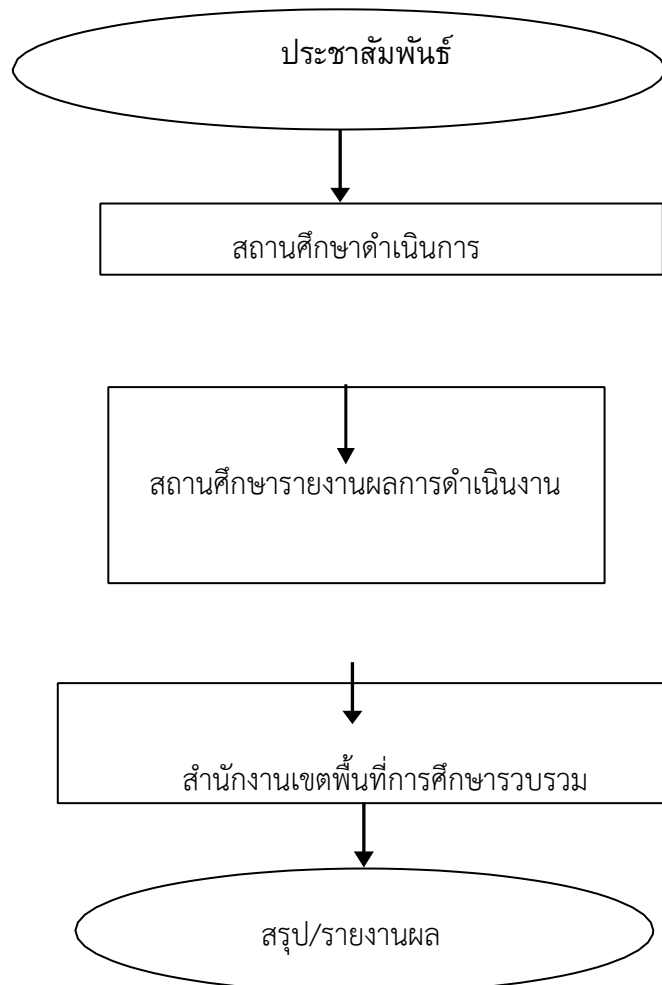 ประชาสัมพันธ์
สถานศึกษาดำเนินการ
สถานศึกษารายงานผลการดำเนินงาน
สำนักงานเขตพื้นที่การศึกษารวบรวม
สรุป/รายงานผล